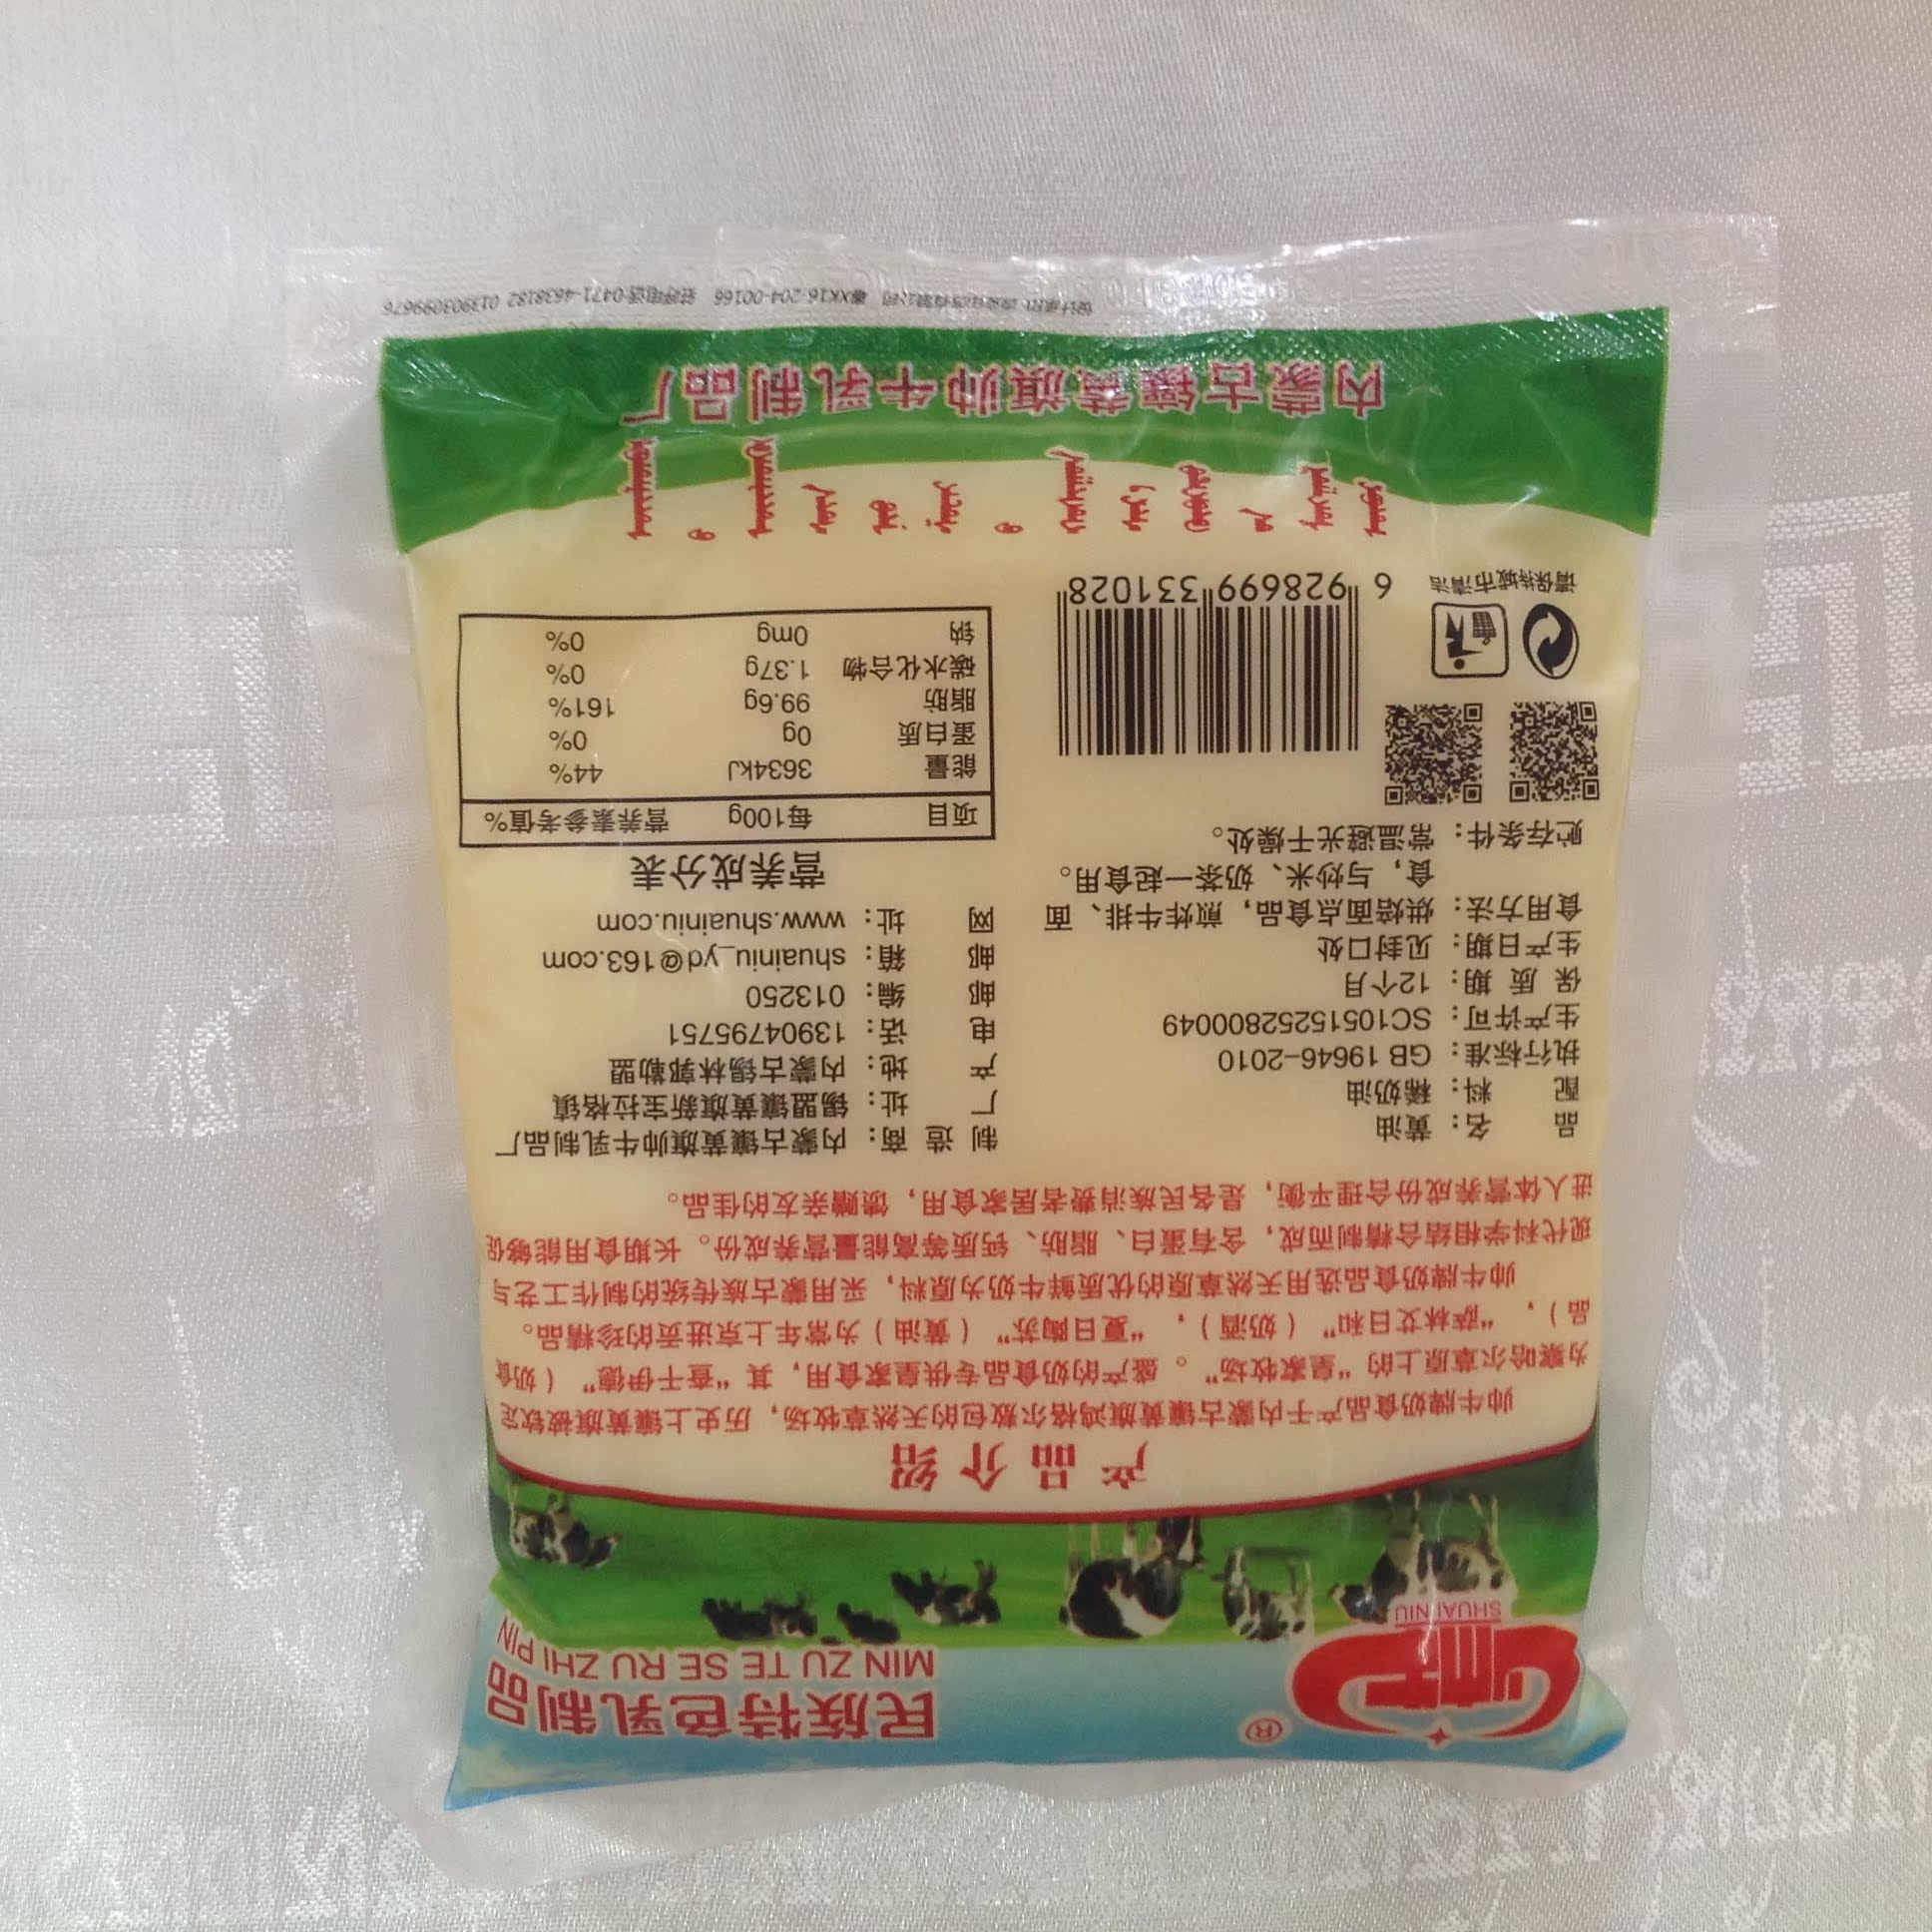 帅牛
SHUAI NIU
®
民族特色乳制品
MIN ZU TE SE RU ZHI PIN
产品介绍
帅牛牌奶食品产于内蒙古镶黄旗鸿格尔敖包的天然草牧场，历史上镶黄旗被钦定
为察哈尔草原上的“皇家牧场”。盛产的奶食品专供皇家食用，其“查干伊德”（奶食
品）、“萨林艾日和”（奶酒）、“夏日陶苏”（黄油）为常年上京进贡的珍精品。
帅牛牌奶食品选用天然草原的优质鲜牛奶为原料，采用蒙古族传统的制作工艺与
现代科学相结合精制而成，含有蛋白、脂肪、钙质等高能量营养成份。长期食用能够促
进人体营养成份合理平衡，是各民族消费者居家食用，馈赠亲友的佳品。
品名：黄油
配料：稀奶油
执行标准：GB 19646-2010
生产许可：SC10515252800049
保质期：12个月
生产日期：见封口处
食用方法：烘焙面点食品，煎炸牛排、面
食，与炒米、奶茶一起食用。
贮存条件：常温避光干燥处。
请保持城市清洁
6 928699 331028
制造商：内蒙古镶黄旗帅牛乳制品厂
厂址：锡盟镶黄旗新宝拉格镇
产地：内蒙古锡林郭勒盟
电话：13904795751
邮编：013250
邮箱：shuainiu_yd@163.com
网址：www.shuainiu.com
营养成分表
项目 每100g 营养素参考值%
能量 3634kJ 44%
蛋白质 0g 0%
脂肪 99.6g 161%
碳水化合物 1.37g 0%
钠 0mg 0%
内蒙古镶黄旗帅牛乳制品厂
XK16-204-00166 0471-4638182 013903099676